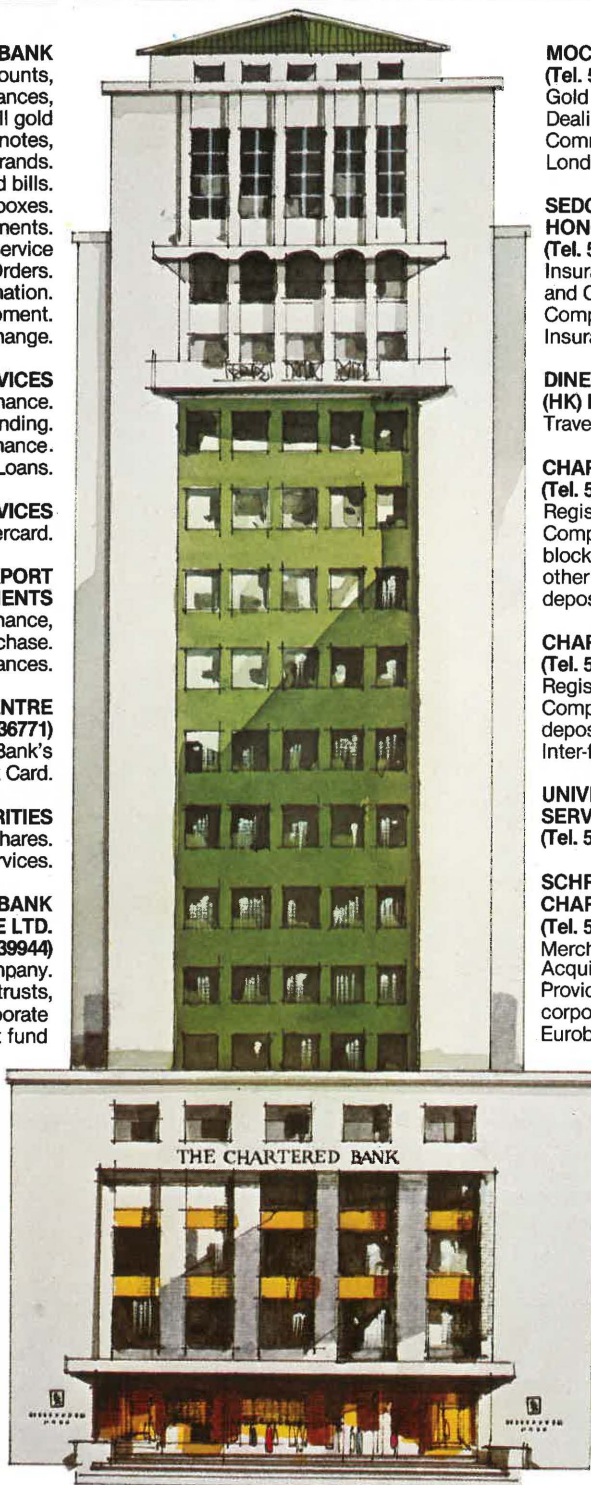 BANK
ounts,
ances,
ll gold
notes,
rands.
d bills.
boxes.
ments.
ervice
Orders.
nation.
pment.
hange.
VICES
nance.
nding.
nance.
Loans.
VICES
ercard.
PORT
MENTS
nance,
chase.
ances.
NTRE
36771)
Bank's
Card.
RITIES
hares.
rvices.
BANK
E LTD.
39944)
mpany.
trusts,
porate
t fund
THE CHARTERED BANK
MOC
(Tel. 5
Gold
Deali
Comm
Lond
SEDG
HON
(Tel. 5
Insura
and C
Comp
Insura
DINE
(HK) L
Trave
CHAR
(Tel. 5
Regis
Comp
block
other
depos
CHAR
(Tel. 5
Regis
Comp
depos
Inter-f
UNIVE
SERV
(Tel. 5
SCHR
CHAR
(Tel. 5
Merch
Acqui
Provid
corpo
Eurob